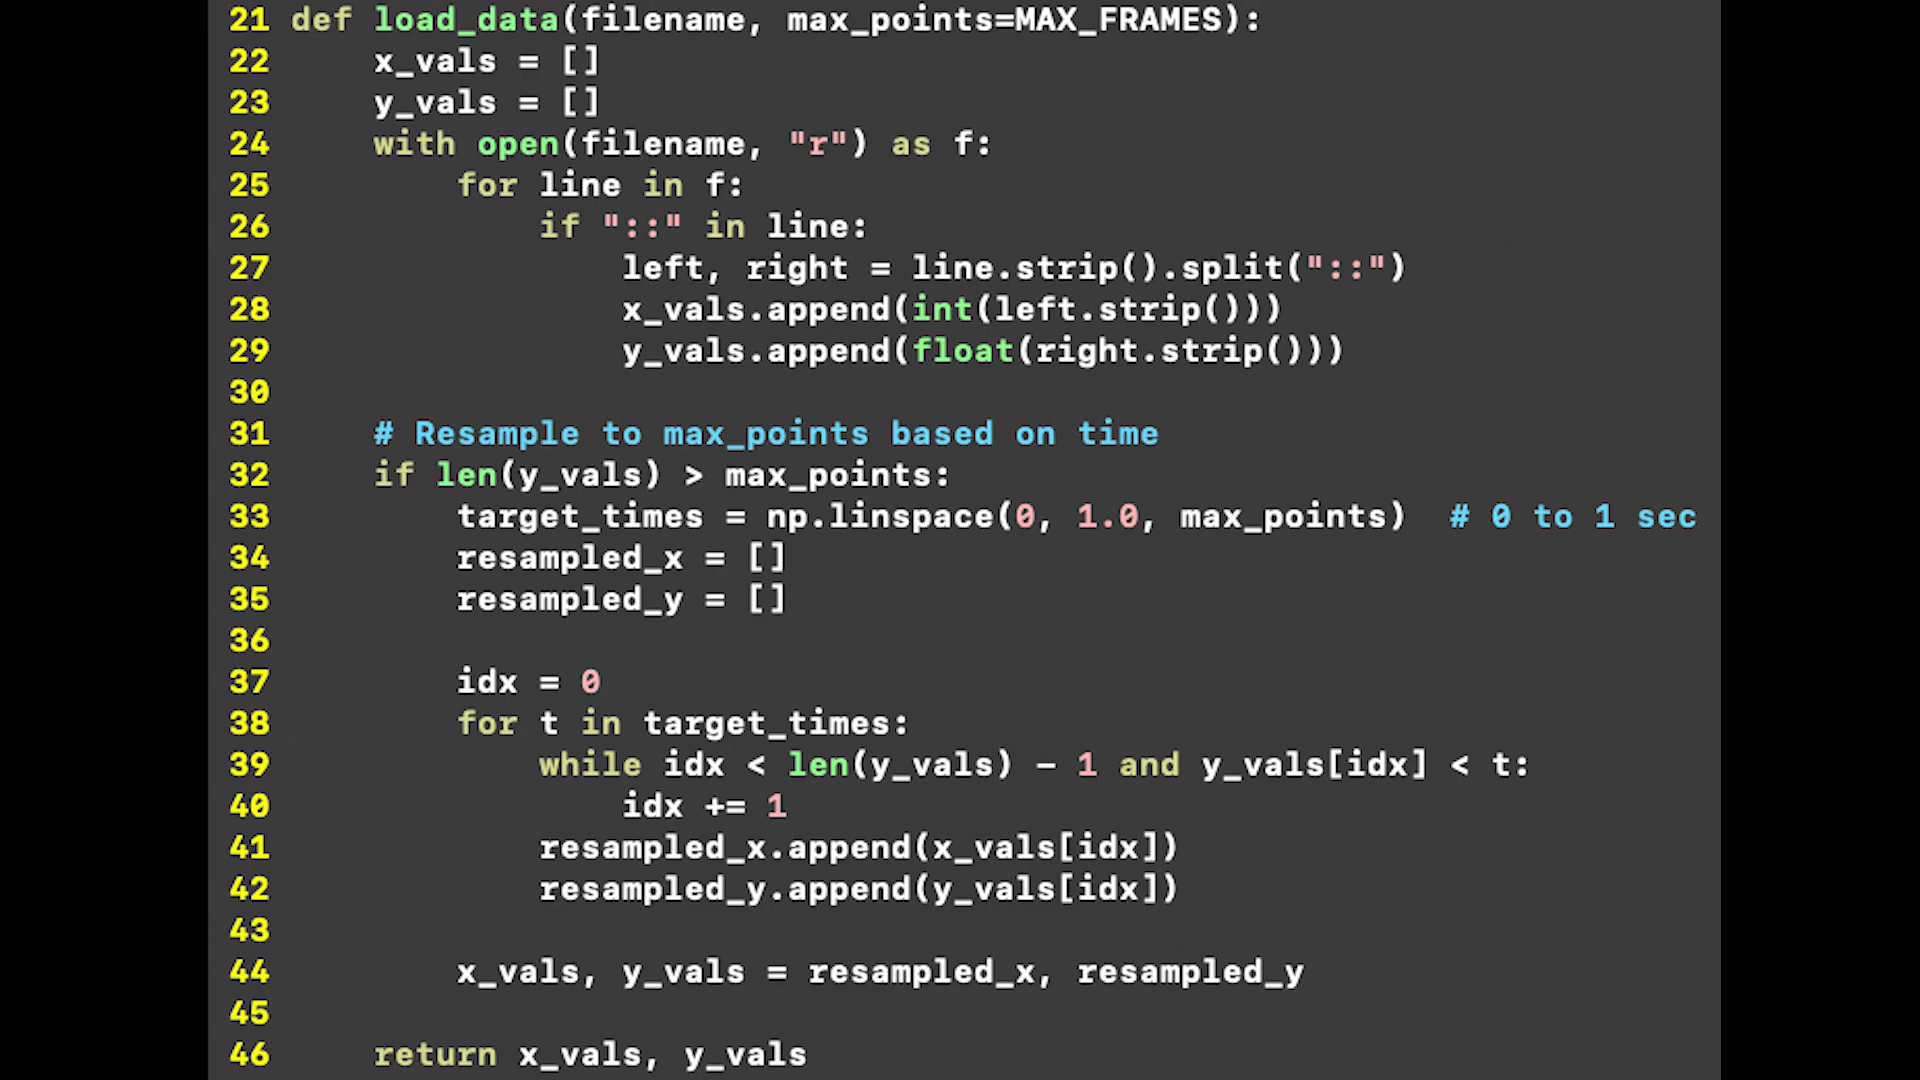 21 def load_data(filename, max_points=MAX_FRAMES):
22     x_vals = []
23     y_vals = []
24     with open(filename, "r") as f:
25         for line in f:
26             if "::" in line:
27                 left, right = line.strip().split("::")
28                 x_vals.append(int(left.strip()))
29                 y_vals.append(float(right.strip()))
30
31     # Resample to max_points based on time
32     if len(y_vals) > max_points:
33         target_times = np.linspace(0, 1.0, max_points)  # 0 to 1 sec
34         resampled_x = []
35         resampled_y = []
36
37         idx = 0
38         for t in target_times:
39             while idx < len(y_vals) - 1 and y_vals[idx] < t:
40                 idx += 1
41             resampled_x.append(x_vals[idx])
42             resampled_y.append(y_vals[idx])
43
44         x_vals, y_vals = resampled_x, resampled_y
45
46     return x_vals, y_vals